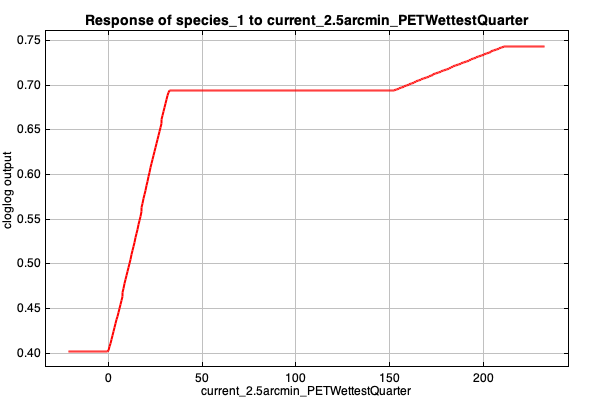 Response of species_1 to current_2.5arcmin_PETWettestQuarter
0.75
0.70
0.65
0.60
0.55
0.50
0.45
0.40
cloglog output
0 50 100 150 200
current_2.5arcmin_PETWettestQuarter